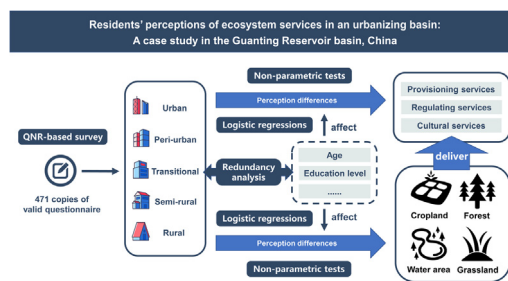 Residents' perceptions of ecosystem services in an urbanizing basin:
A case study in the Guanting Reservoir basin, China
QNR-based survey
471 copies of
valid questionnaire
Urban
Peri-urban
Transitional
Semi-rural
Rural
Non-parametric tests
Perception differences
Logistic regressions
affect
Redundancy
analysis
Age
Education level
......
Logistic regressions
affect
Perception differences
Non-parametric tests
Provisioning services
Regulating services
Cultural services
deliver
Cropland
Forest
Water area
Grassland